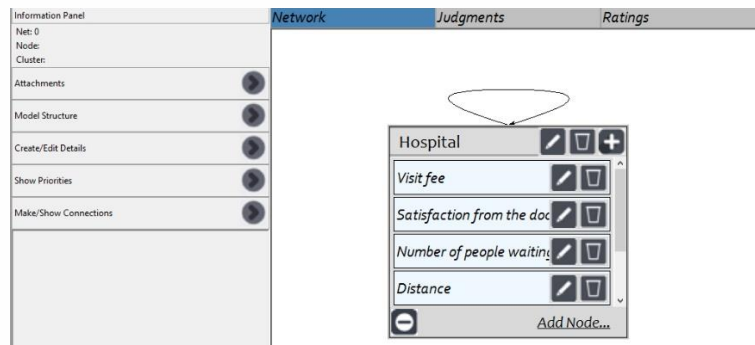 Information Panel
Net: 0
Node:
Cluster:
Attachments
Model Structure
Create/Edit Details
Show Priorities
Make/Show Connections
Network
Judgments
Ratings
Hospital
Visit fee
Satisfaction from the doc
Number of people waiting
Distance
Add Node...